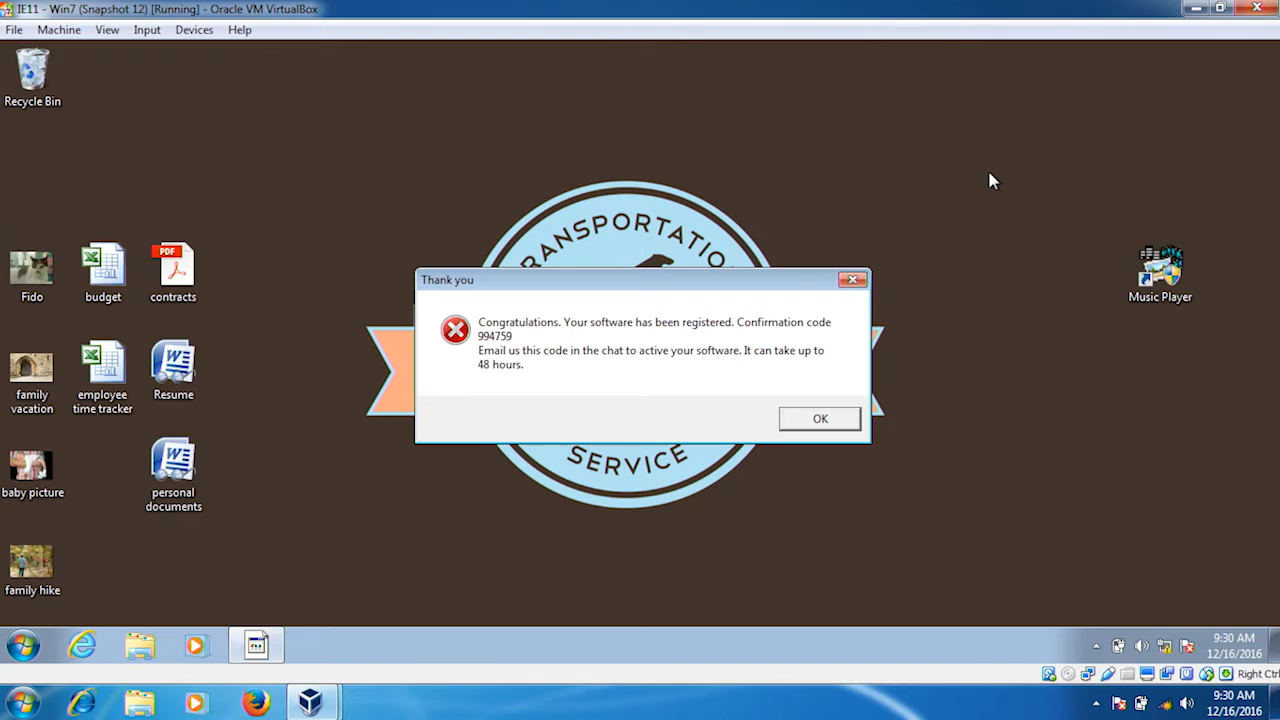 IE11 - Win7 (Snapshot 12) [Running] - Oracle VM VirtualBox
File Machine View Input Devices Help
Recycle Bin
TRANSPORTATION
Fido
budget
PDF
contracts
Music Player
Thank you
Congratulations. Your software has been registered. Confirmation code
994759
Email us this code in the chat to active your software. It can take up to
48 hours.
OK
family
vacation
employee
time tracker
Resume
SERVICE
baby picture
personal
documents
family hike
9:30 AM
12/16/2016
Right Ctrl
9:30 AM
12/16/2016